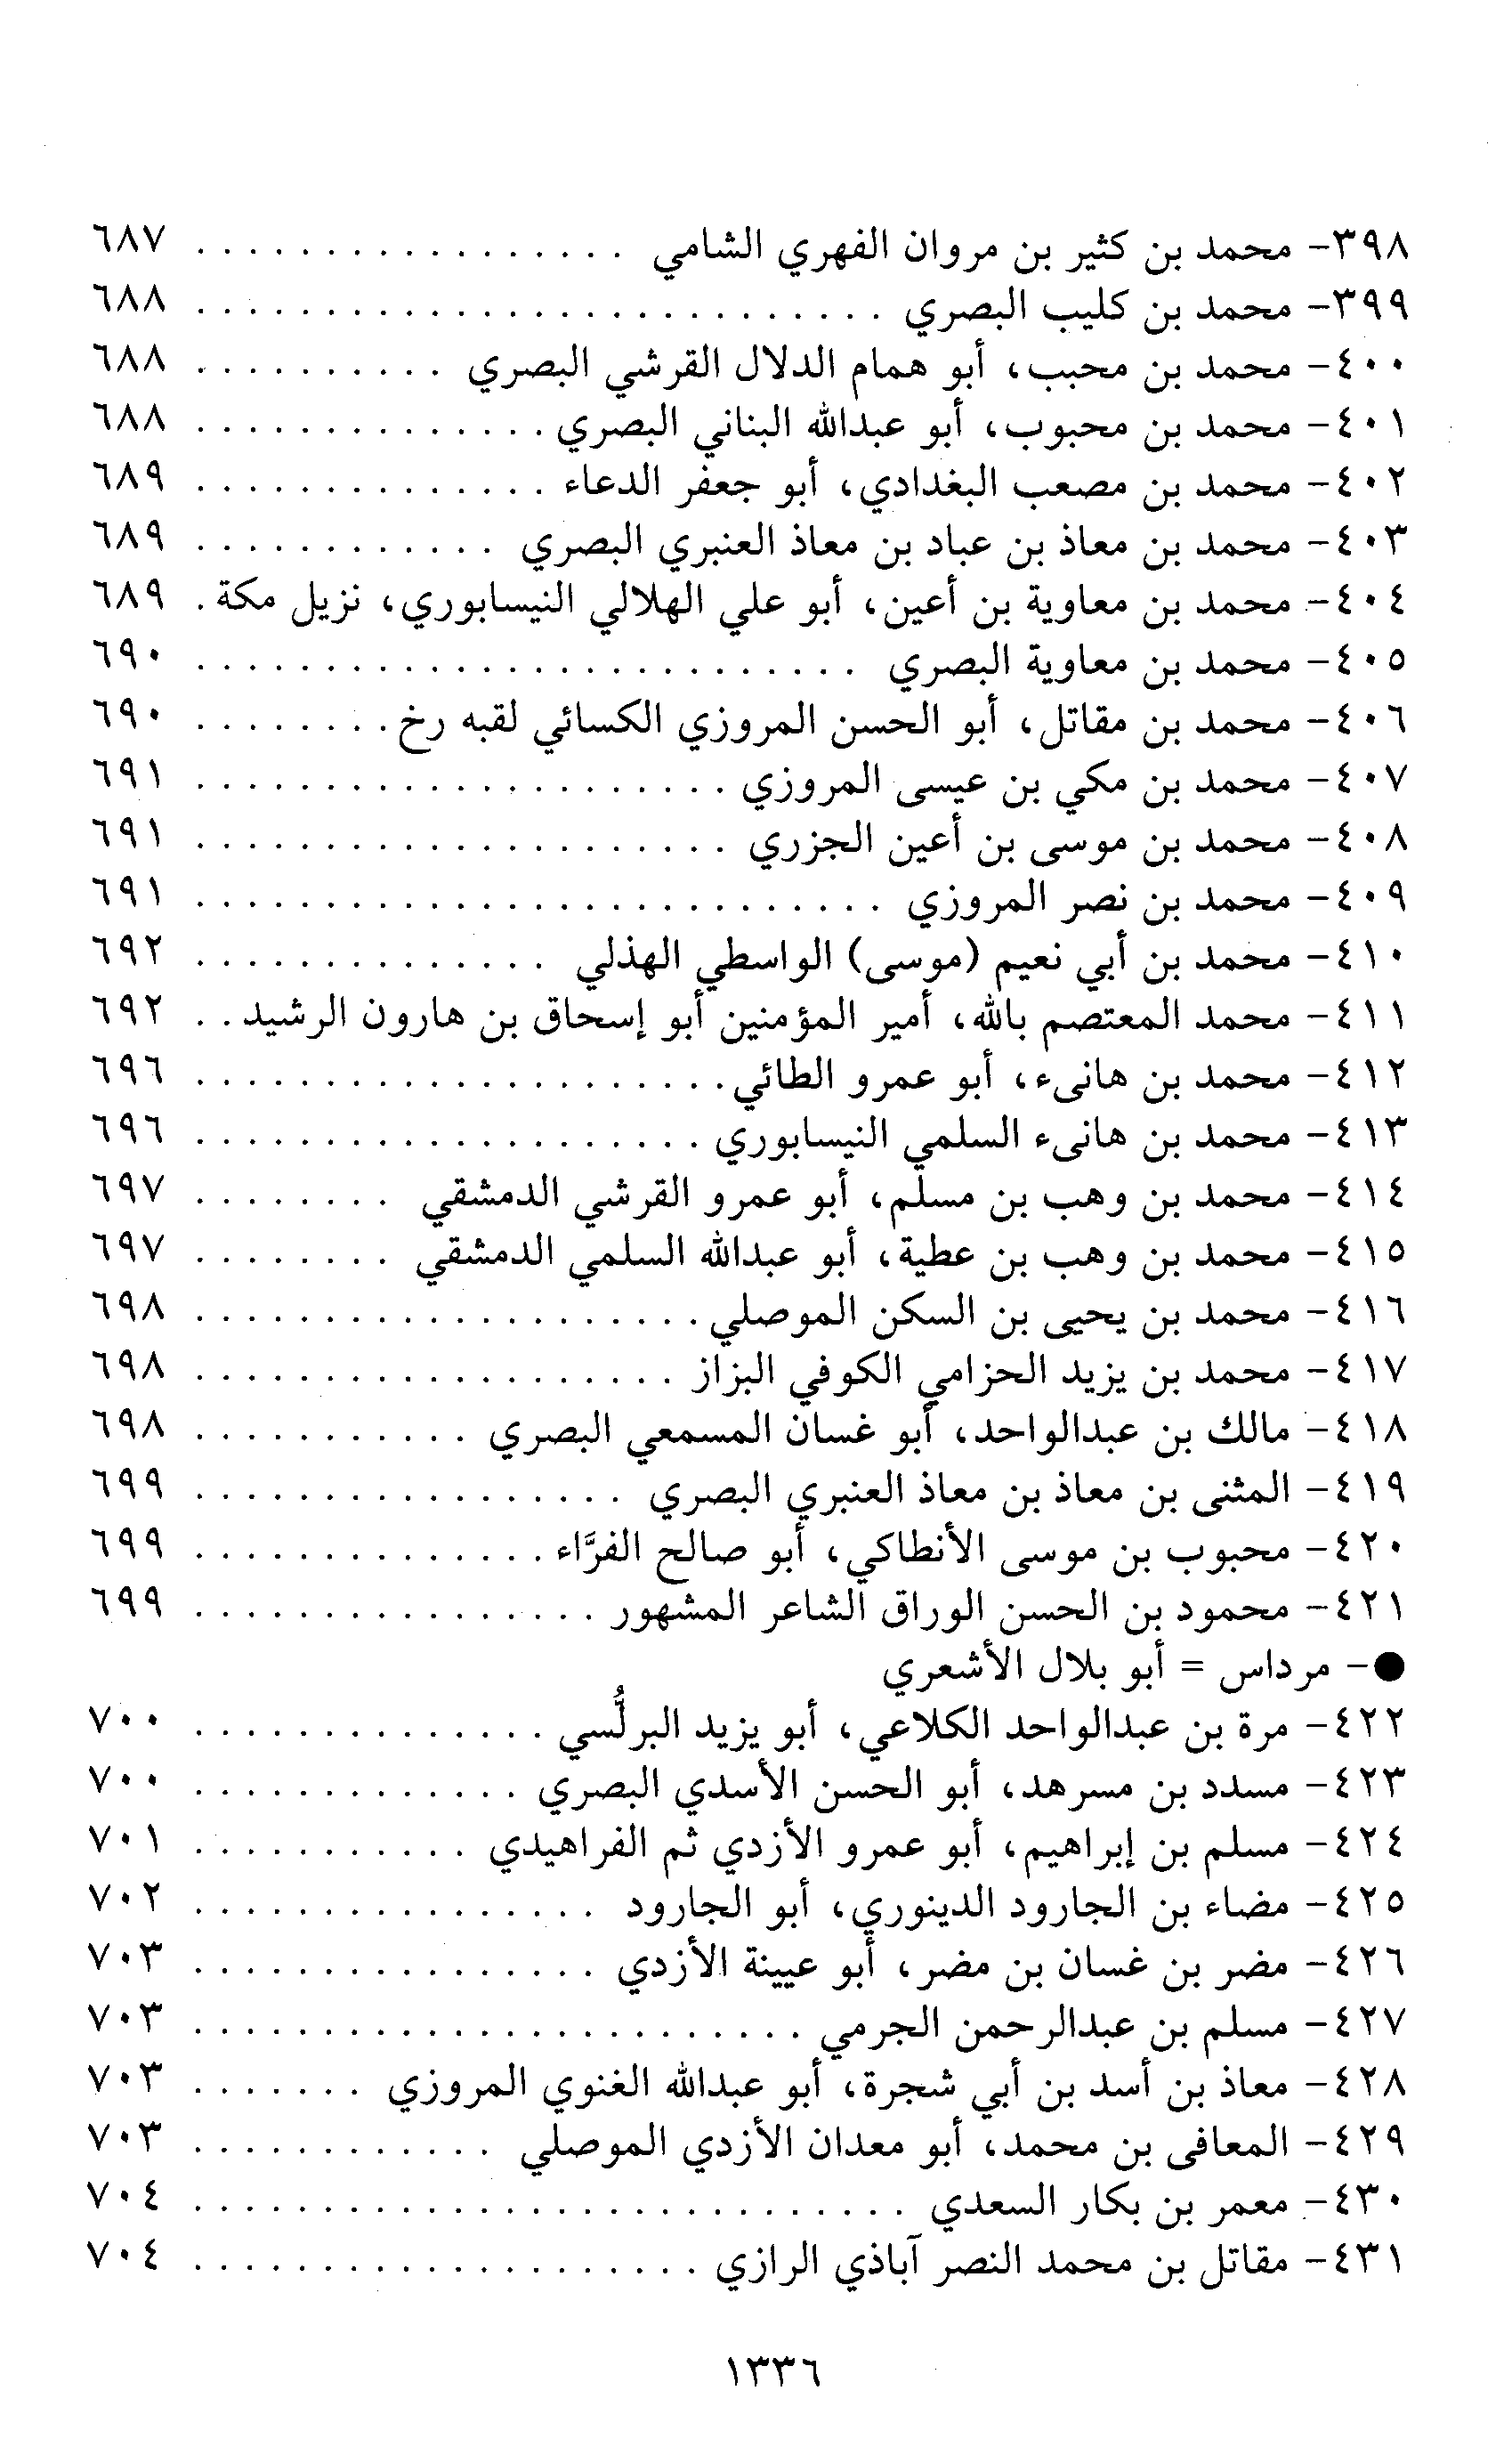 ٣٩٨- محمد بن كثير بن مروان الفهري الشامي . . . . . . . . . . . . . . . . . ٦٨٧
٣٩٩- محمد بن كليب البصري . . . . . . . . . . . . . . . . . . . . . . . . . . . ٦٨٨
٤٠٠- محمد بن محبب، أبو همام الدلال القرشي البصري . . . . . . . . . . ٦٨٨
٤٠١- محمد بن محبوب، أبو عبدالله البناني البصري . . . . . . . . . . . . . . ٦٨٨
٤٠٢- محمد بن مصعب البغدادي، أبو جعفر الدعاء . . . . . . . . . . . . . . ٦٨٩
٤٠٣- محمد بن معاذ بن عباد بن معاذ العنبري البصري . . . . . . . . . . . . ٦٨٩
٤٠٤- محمد بن معاوية بن أعين، أبو علي الهلالي النيسابوري، نزيل مكة . ٦٨٩
٤٠٥- محمد بن معاوية البصري . . . . . . . . . . . . . . . . . . . . . . . . . . ٦٩٠
٤٠٦- محمد بن مقاتل، أبو الحسن المروزي الكسائي لقبه رخ . . . . . . . . ٦٩٠
٤٠٧- محمد بن مكي بن عيسى المروزي . . . . . . . . . . . . . . . . . . . . . ٦٩١
٤٠٨- محمد بن موسى بن أعين الجزري . . . . . . . . . . . . . . . . . . . . . ٦٩١
٤٠٩- محمد بن نصر المروزي . . . . . . . . . . . . . . . . . . . . . . . . . . . ٦٩١
٤١٠- محمد بن أبي نعيم (موسى) الواسطي الهذلي . . . . . . . . . . . . . . ٦٩٢
٤١١- محمد المعتصم بالله، أمير المؤمنين أبو إسحاق بن هارون الرشيد . . ٦٩٢
٤١٢- محمد بن هانىء، أبو عمرو الطائي . . . . . . . . . . . . . . . . . . . . . ٦٩٦
٤١٣- محمد بن هانىء السلمي النيسابوري . . . . . . . . . . . . . . . . . . . . ٦٩٦
٤١٤- محمد بن وهب بن مسلم، أبو عمرو القرشي الدمشقي . . . . . . . . ٦٩٧
٤١٥- محمد بن وهب بن عطية، أبو عبدالله السلمي الدمشقي . . . . . . . . ٦٩٧
٤١٦- محمد بن يحيى بن السكن الموصلي . . . . . . . . . . . . . . . . . . . . ٦٩٨
٤١٧- محمد بن يزيد الحزامي الكوفي البزاز . . . . . . . . . . . . . . . . . . . ٦٩٨
٤١٨- مالك بن عبدالواحد، أبو غسان المسمعي البصري . . . . . . . . . . . ٦٩٨
٤١٩- المثنى بن معاذ بن معاذ العنبري البصري . . . . . . . . . . . . . . . . . ٦٩٩
٤٢٠- محبوب بن موسى الأنطاكي، أبو صالح الفرَّاء . . . . . . . . . . . . . . ٦٩٩
٤٢١- محمود بن الحسن الوراق الشاعر المشهور . . . . . . . . . . . . . . . . ٦٩٩
●- مرداس = أبو بلال الأشعري
٤٢٢- مرة بن عبدالواحد الكلاعي، أبو يزيد البرلُّسي . . . . . . . . . . . . . . ٧٠٠
٤٢٣- مسدد بن مسرهد، أبو الحسن الأسدي البصري . . . . . . . . . . . . . ٧٠٠
٤٢٤- مسلم بن إبراهيم، أبو عمرو الأزدي ثم الفراهيدي . . . . . . . . . . . ٧٠١
٤٢٥- مضاء بن الجارود الدينوري، أبو الجارود . . . . . . . . . . . . . . . . ٧٠٢
٤٢٦- مضر بن غسان بن مضر، أبو عيينة الأزدي . . . . . . . . . . . . . . . . ٧٠٣
٤٢٧- مسلم بن عبدالرحمن الجرمي . . . . . . . . . . . . . . . . . . . . . . . . ٧٠٣
٤٢٨- معاذ بن أسد بن أبي شجرة، أبو عبدالله الغنوي المروزي . . . . . . . ٧٠٣
٤٢٩- المعافى بن محمد، أبو معدان الأزدي الموصلي . . . . . . . . . . . . ٧٠٣
٤٣٠- معمر بن بكار السعدي . . . . . . . . . . . . . . . . . . . . . . . . . . . . ٧٠٤
٤٣١- مقاتل بن محمد النصر آباذي الرازي . . . . . . . . . . . . . . . . . . . . ٧٠٤
١٣٣٦